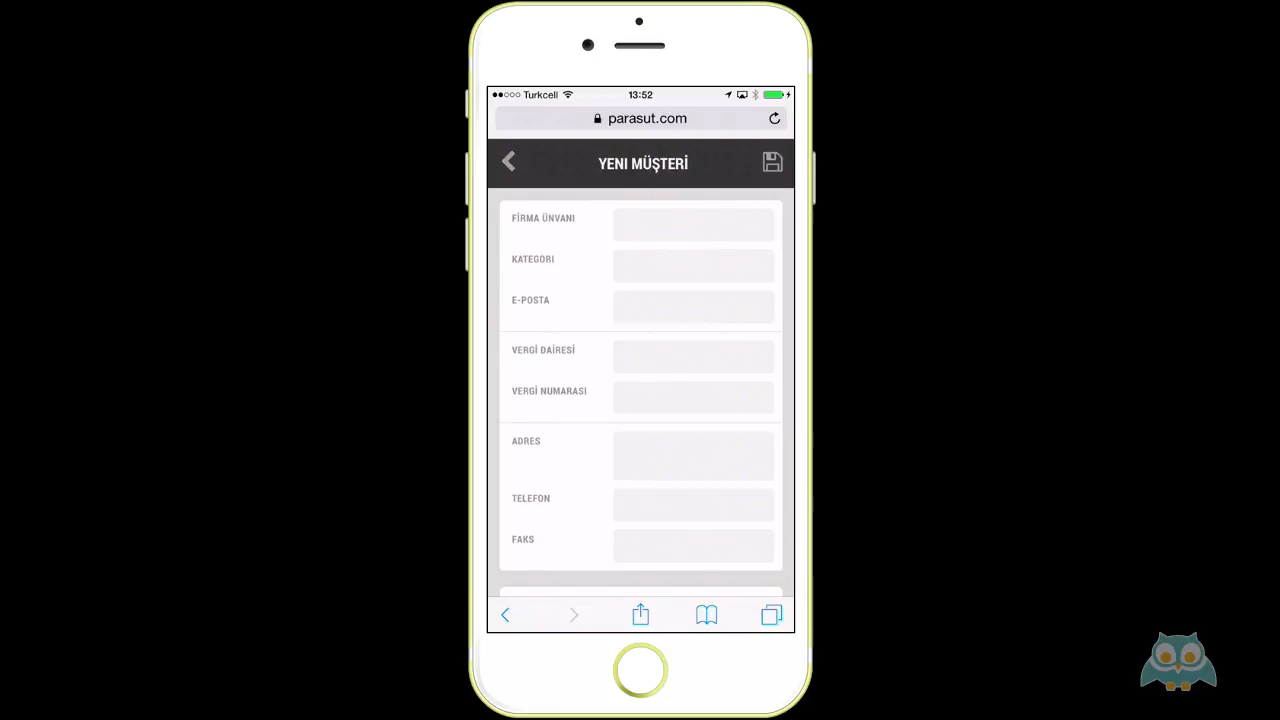 Turkcell 13:52
parasut.com
YENI MÜŞTERİ
FİRMA ÜNVANI
KATEGORI
E-POSTA
VERGİ DAİRESİ
VERGİ NUMARASI
ADRES
TELEFON
FAKS